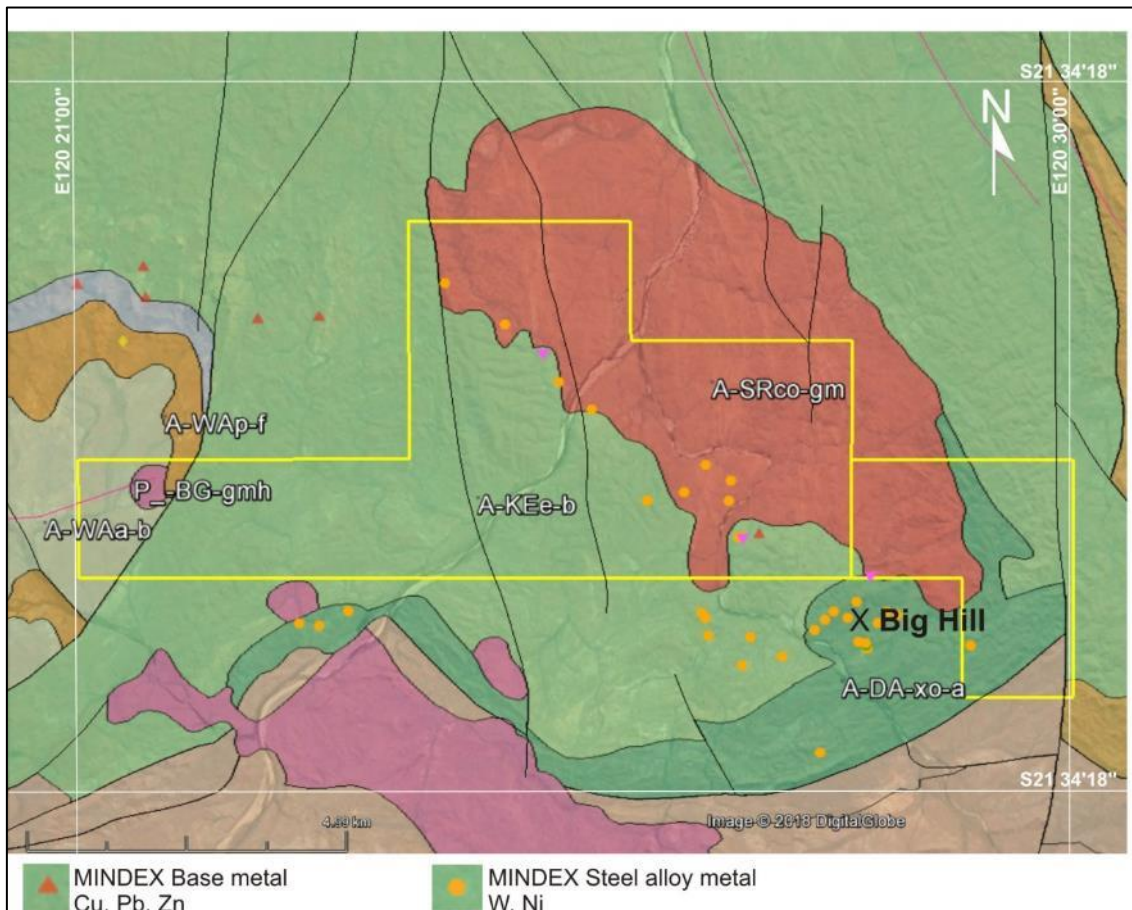 S21 34'18"
E120 21'00"
E120 30'00"
N
A-SRco-gm
A-WAp-f
P_-BG-gmh
A-KEe-b
A-WAa-b
X Big Hill
A-DA-xo-a
S21 34'18"
4.99 km
Image © 2018 DigitalGlobe
MINDEX Base metal
Cu, Pb, Zn
MINDEX Steel alloy metal
W, Ni